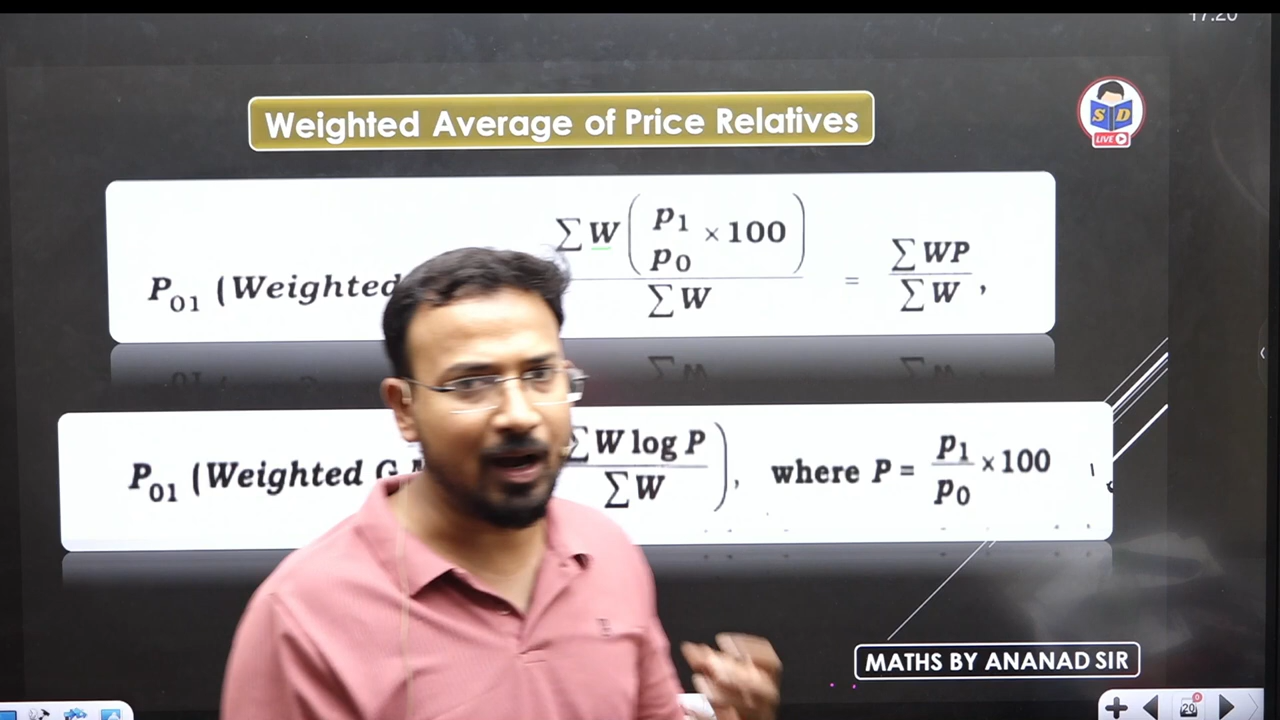 17:20
Weighted Average of Price Relatives
S D
LIVE
P01 (Weighted ∑ W ( p1 / p0 × 100 ) / ∑ W = ∑ WP / ∑ W ,
P01 (Weighted G ∑ W log P / ∑ W ) , where P = p1 / p0 × 100
MATHS BY ANANAD SIR
20